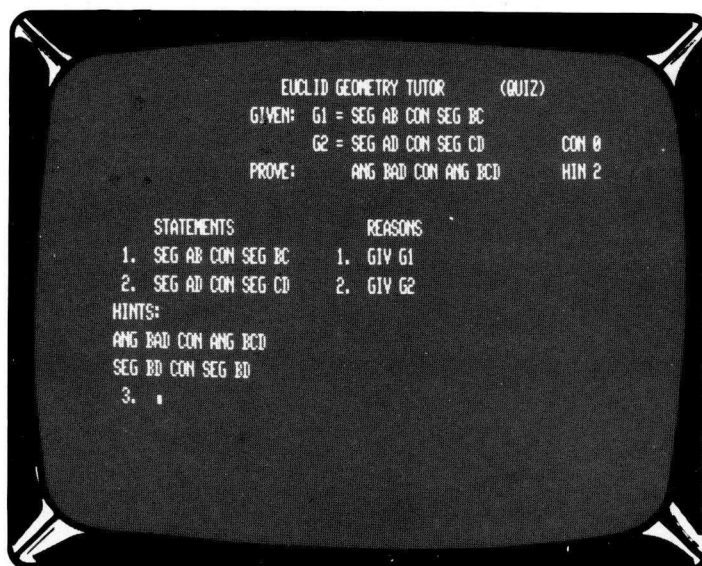 EUCLID GEOMETRY TUTOR (QUIZ)
GIVEN: G1 = SEG AB CON SEG BC
G2 = SEG AD CON SEG CD CON 0
PROVE: ANG BAD CON ANG BCD HIN 2
STATEMENTS REASONS
1. SEG AB CON SEG BC 1. GIV G1
2. SEG AD CON SEG CD 2. GIV G2
HINTS:
ANG BAD CON ANG BCD
SEG BD CON SEG BD
3.